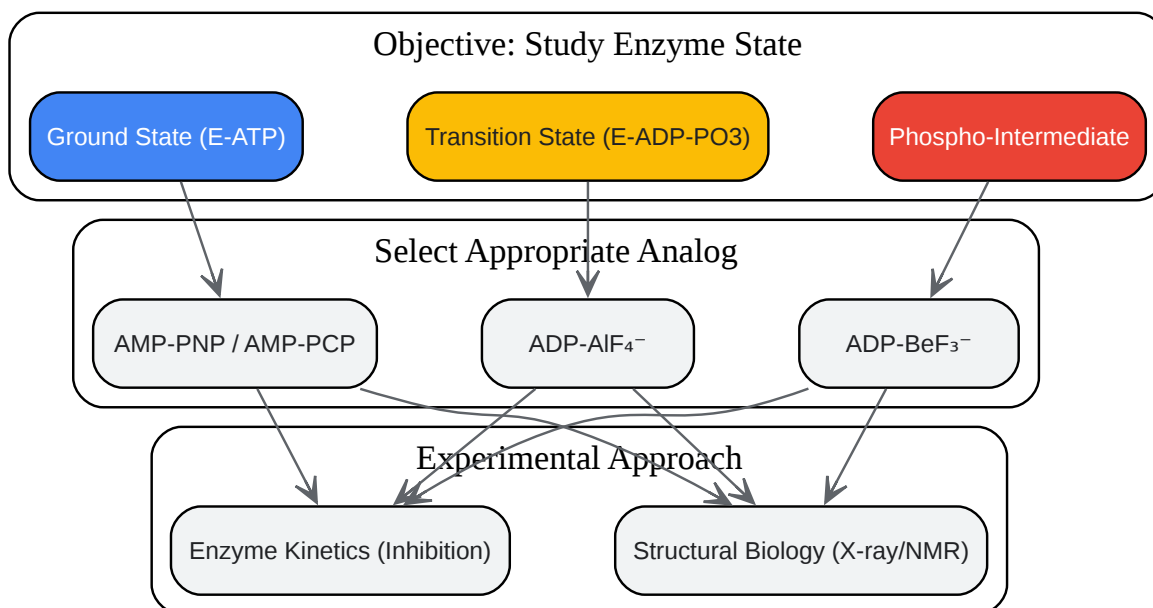 Objective: Study Enzyme State
Ground State (E-ATP)
Transition State (E-ADP-PO3)
Phospho-Intermediate
Select Appropriate Analog
AMP-PNP / AMP-PCP
ADP-AlF₄⁻
ADP-BeF₃⁻
Experimental Approach
Enzyme Kinetics (Inhibition)
Structural Biology (X-ray/NMR)